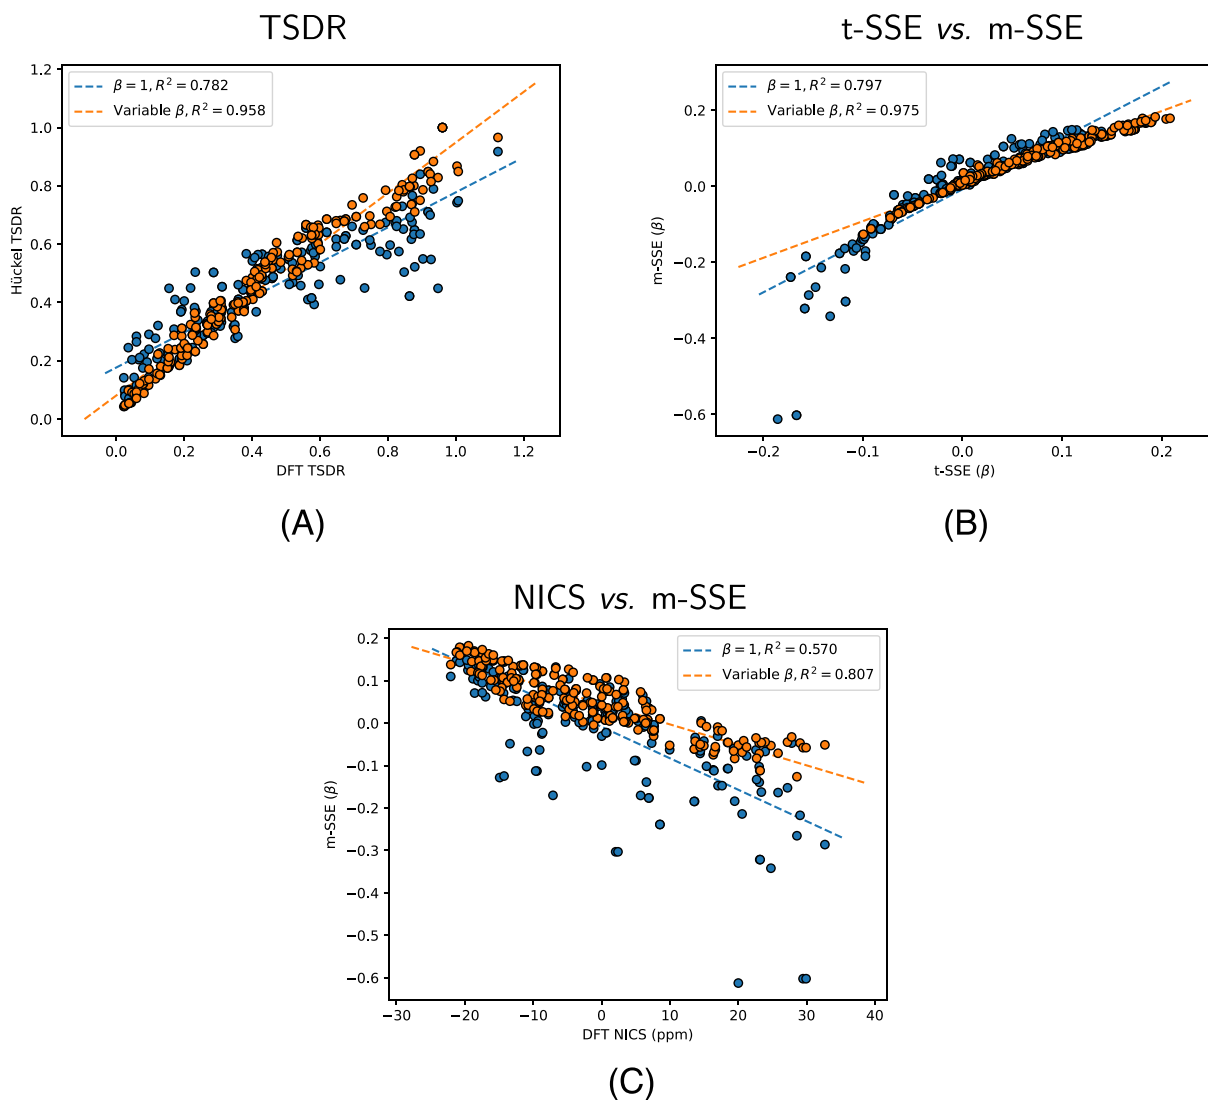 TSDR
β = 1, R² = 0.782
Variable β, R² = 0.958
1.2
1.0
0.8
0.6
0.4
0.2
0.0
Hückel TSDR
0.0 0.2 0.4 0.6 0.8 1.0 1.2
DFT TSDR
(A)
t-SSE vs. m-SSE
β = 1, R² = 0.797
Variable β, R² = 0.975
0.2
0.0
−0.2
−0.4
−0.6
m-SSE (β)
−0.2 −0.1 0.0 0.1 0.2
t-SSE (β)
(B)
NICS vs. m-SSE
β = 1, R² = 0.570
Variable β, R² = 0.807
0.2
0.1
0.0
−0.1
−0.2
−0.3
−0.4
−0.5
−0.6
m-SSE (β)
−30 −20 −10 0 10 20 30 40
DFT NICS (ppm)
(C)